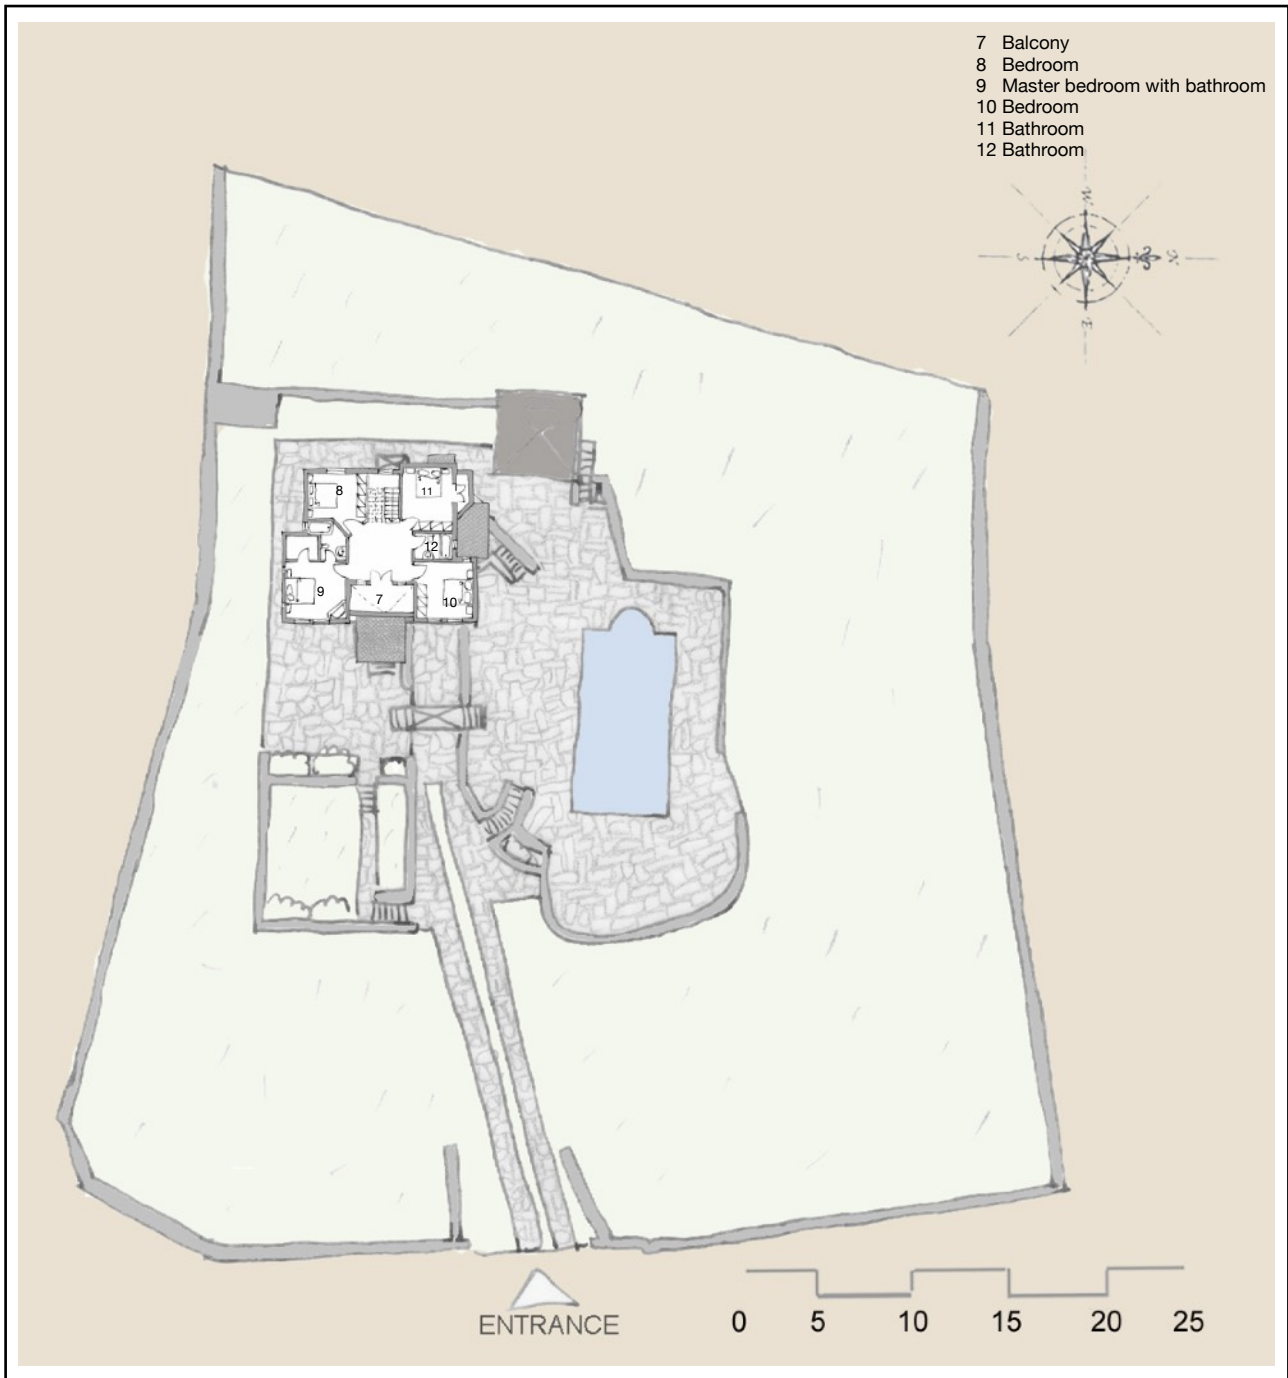 7 Balcony
8 Bedroom
9 Master bedroom with bathroom
10 Bedroom
11 Bathroom
12 Bathroom
W
S
N
E
8
11
12
9
7
10
ENTRANCE
0 5 10 15 20 25